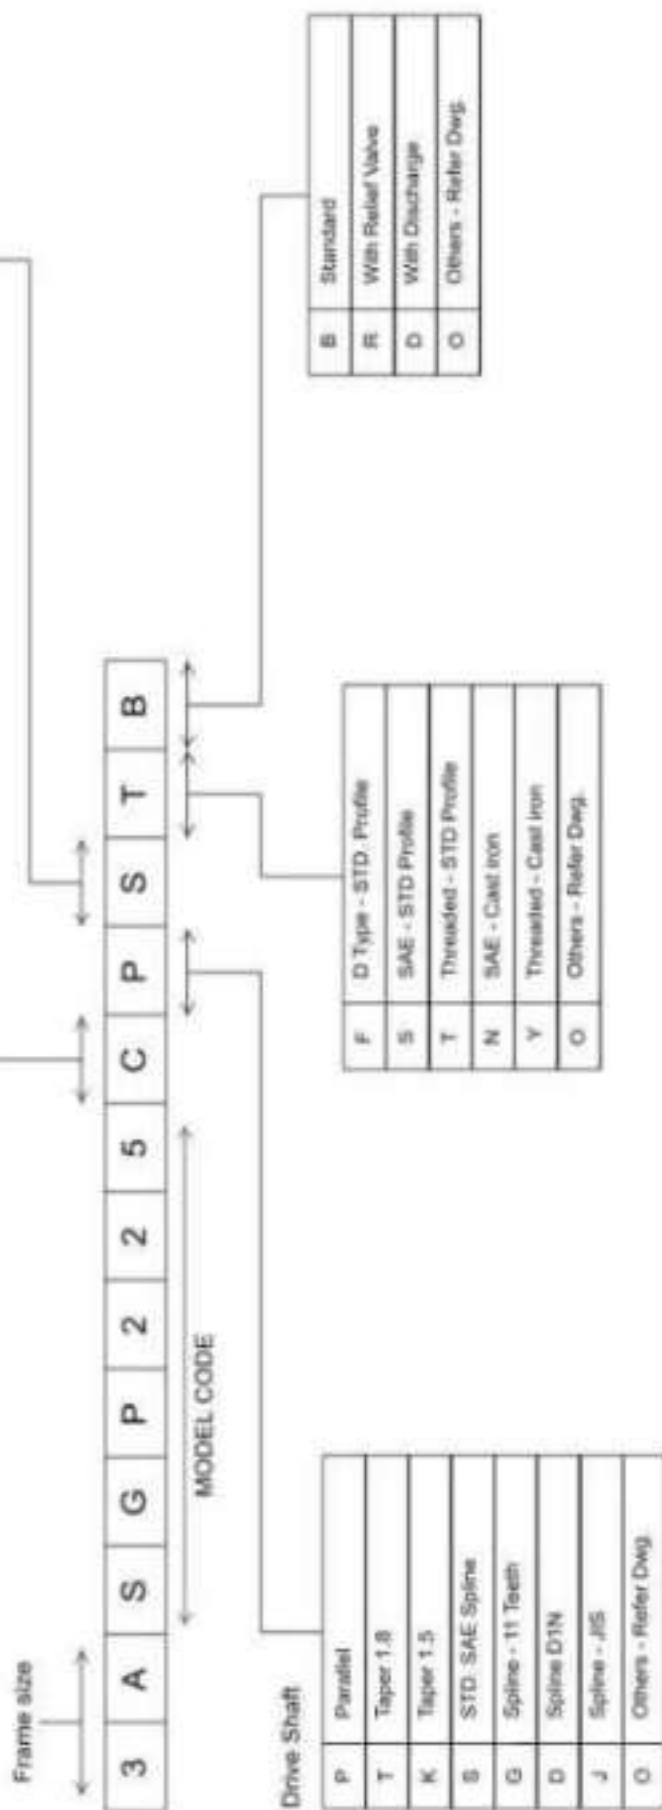 Frame size
3 A S G P 2 2 5 C P S T B
MODEL CODE
Drive Shaft
P Parallel
T Taper 1.8
K Taper 1.5
S STD. SAE Spline
G Spline - 11 Teeth
D Spline D1N
J Spline - JIS
O Others - Refer Dwg.
F D Type - STD. Profile
S SAE - STD Profile
T Threaded - STD Profile
N SAE - Cast Iron
Y Threaded - Cast Iron
O Others - Refer Dwg.
B Standard
R With Relief Valve
D With Discharge
O Others - Refer Dwg.